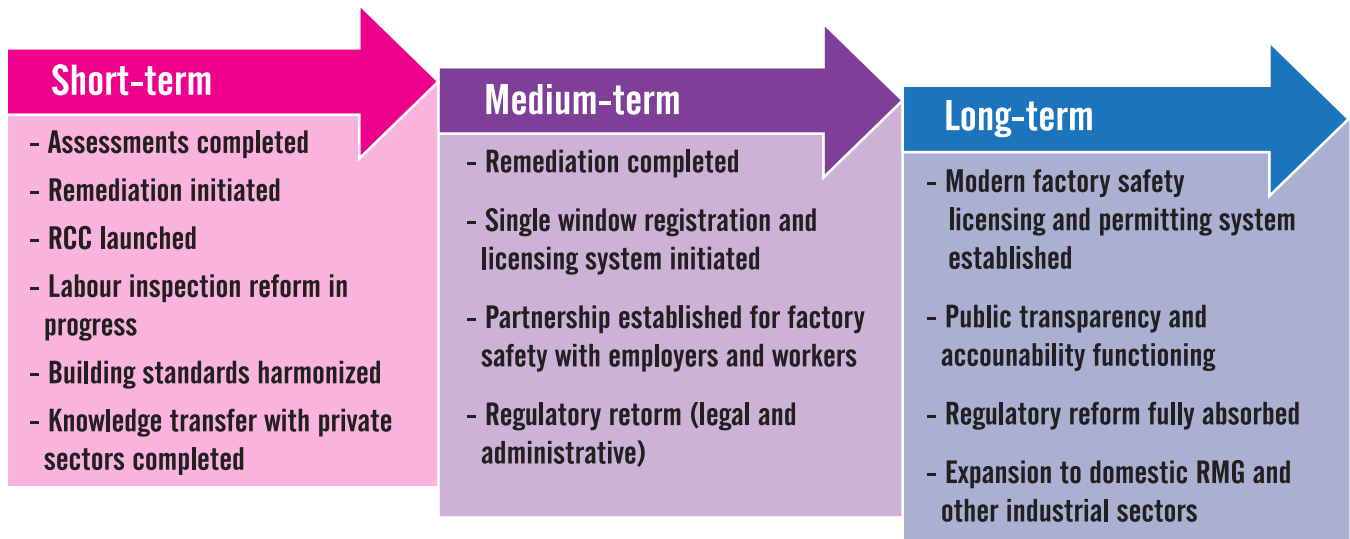 Short-term
- Assessments completed
- Remediation initiated
- RCC launched
- Labour inspection reform in
progress
- Building standards harmonized
- Knowledge transfer with private
sectors completed
Medium-term
- Remediation completed
- Single window registration and
licensing system initiated
- Partnership established for factory
safety with employers and workers
- Regulatory retorm (legal and
administrative)
Long-term
- Modern factory safety
licensing and permitting system
established
- Public transparency and
accounability functioning
- Regulatory reform fully absorbed
- Expansion to domestic RMG and
other industrial sectors